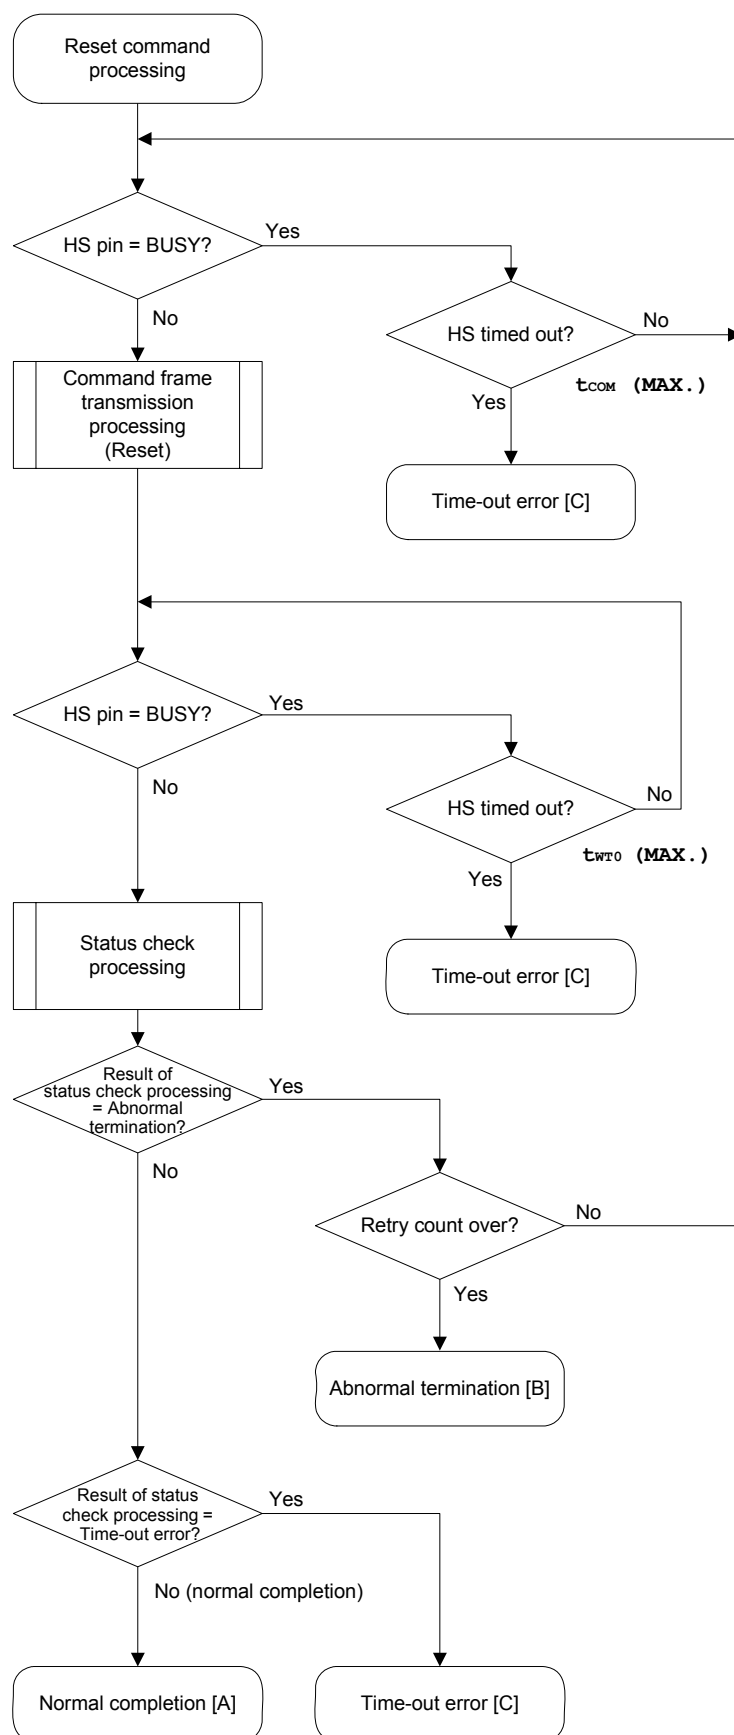 Reset command
processing
HS pin = BUSY?
Yes
No
HS timed out?
No
tCOM (MAX.)
Yes
Command frame
transmission
processing
(Reset)
Time-out error [C]
HS pin = BUSY?
Yes
No
HS timed out?
No
tWT0 (MAX.)
Yes
Status check
processing
Time-out error [C]
Result of
status check processing
= Abnormal
termination?
Yes
No
Retry count over?
No
Yes
Abnormal termination [B]
Result of status
check processing =
Time-out error?
Yes
No (normal completion)
Normal completion [A]
Time-out error [C]